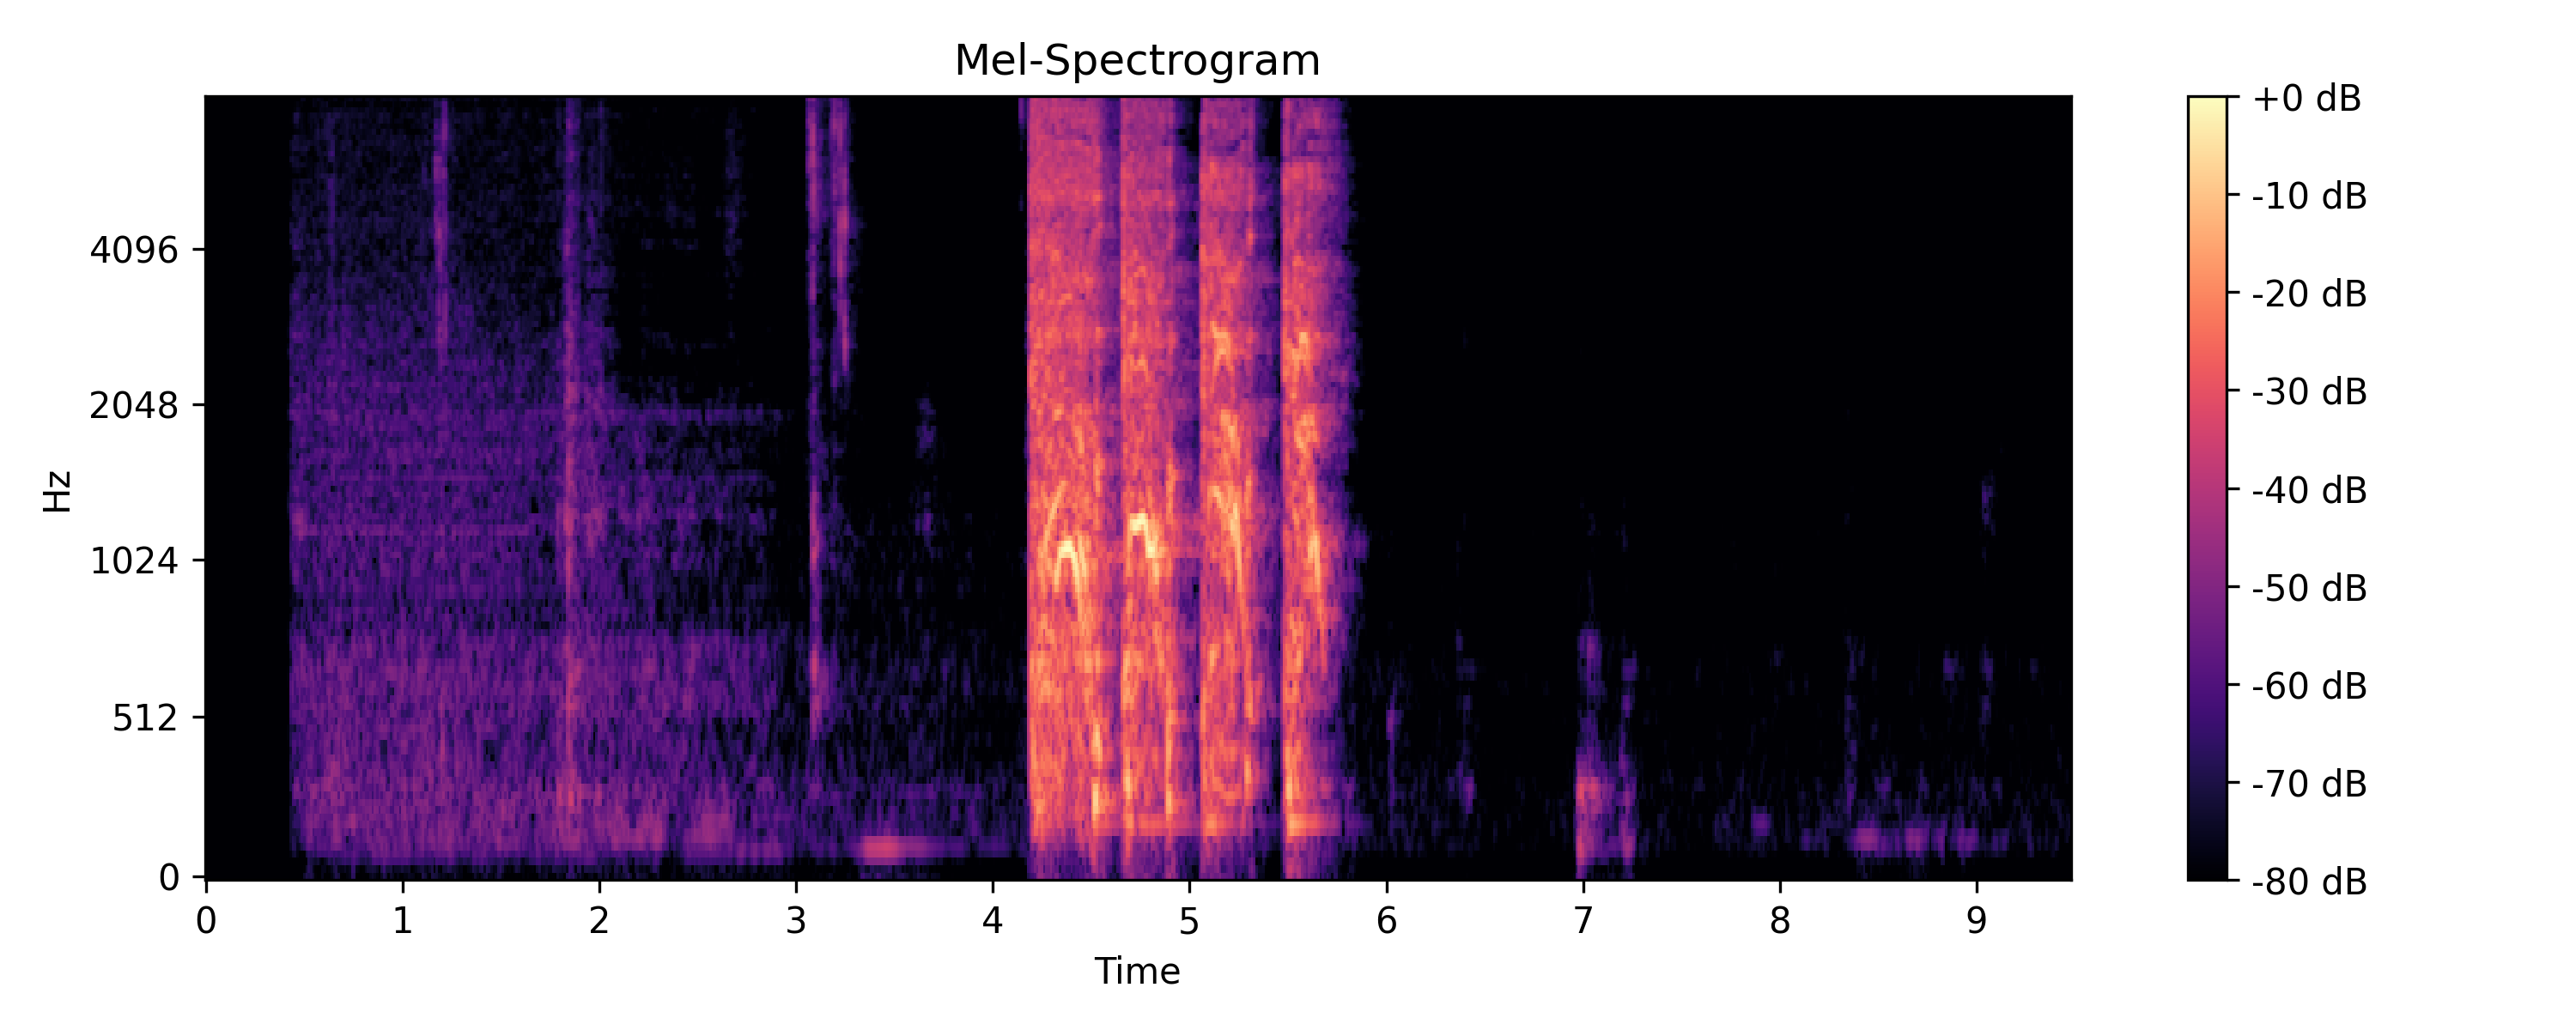 Mel-Spectrogram
+0 dB
-10 dB
-20 dB
-30 dB
-40 dB
-50 dB
-60 dB
-70 dB
-80 dB
Hz
4096
2048
1024
512
0
0 1 2 3 4 5 6 7 8 9
Time